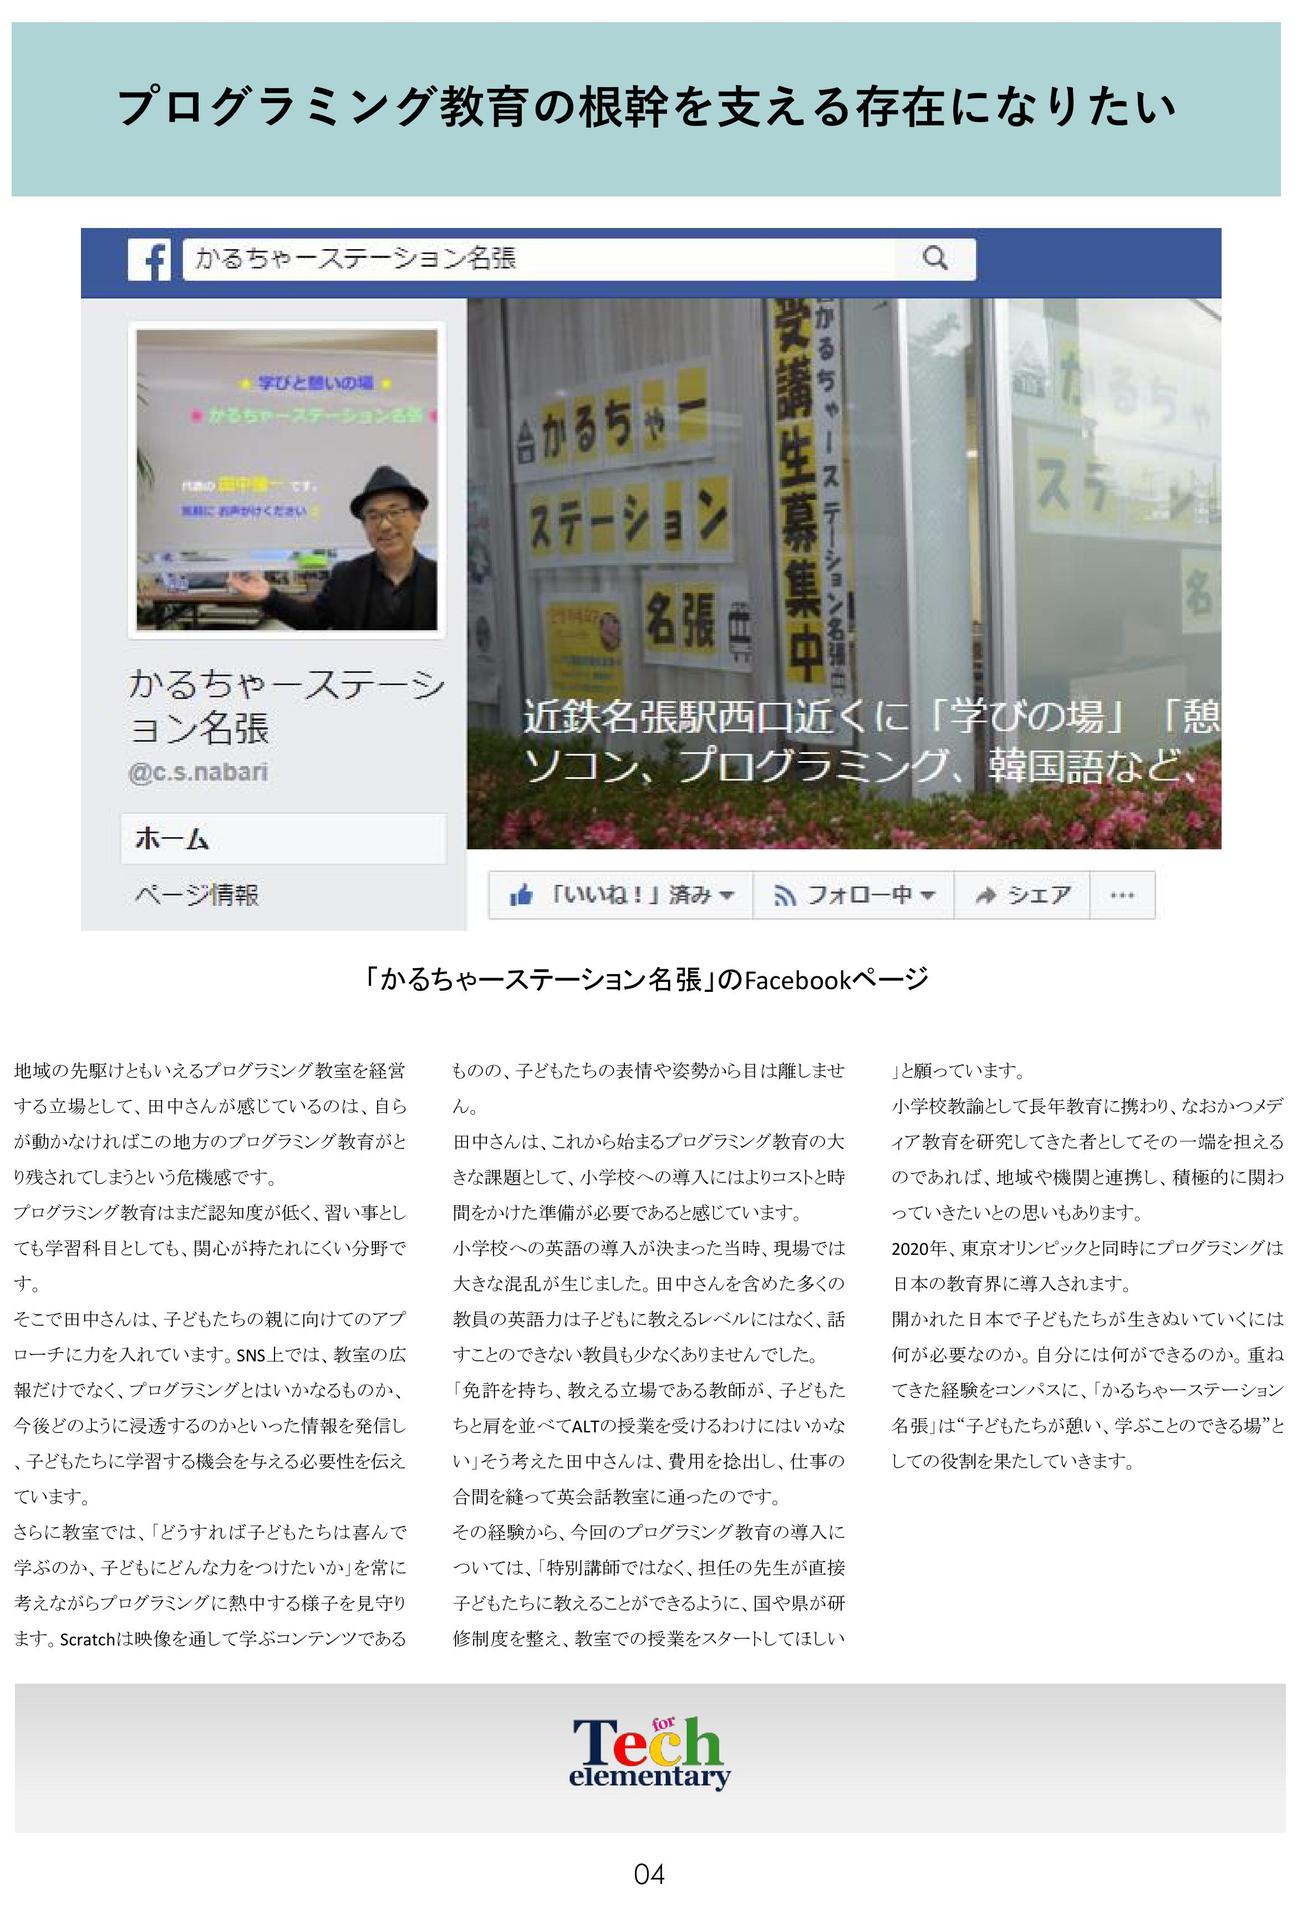 プログラミング教育の根幹を支える存在になりたい
かるちゃーステーション名張
学びと憩いの場
かるちゃーステーション名張
代表の 田中 です。
気軽に お声がけください
かるちゃー
ステーション
名張
受講生募集中
かるちゃーステーション名張
かるちゃ
ステーション
名
近鉄名張駅西口近くに「学びの場」「憩
ソコン、プログラミング、韓国語など、
かるちゃーステーシ
ョン名張
@c.s.nabari
ホーム
ページ情報
「いいね！」済み
フォロー中
シェア
…
「かるちゃーステーション名張」のFacebookページ
地域の先駆けともいえるプログラミング教室を経営
する立場として、田中さんが感じているのは、自ら
が動かなければこの地方のプログラミング教育がと
り残されてしまうという危機感です。
プログラミング教育はまだ認知度が低く、習い事とし
ても学習科目としても、関心が持たれにくい分野で
す。
そこで田中さんは、子どもたちの親に向けてのアプ
ローチに力を入れています。SNS上では、教室の広
報だけでなく、プログラミングとはいかなるものか、
今後どのように浸透するのかといった情報を発信し
、子どもたちに学習する機会を与える必要性を伝え
ています。
さらに教室では、「どうすれば子どもたちは喜んで
学ぶのか、子どもにどんな力をつけたいか」を常に
考えながらプログラミングに熱中する様子を見守り
ます。Scratchは映像を通して学ぶコンテンツである
ものの、子どもたちの表情や姿勢から目は離しませ
ん。
田中さんは、これから始まるプログラミング教育の大
きな課題として、小学校への導入にはよりコストと時
間をかけた準備が必要であると感じています。
小学校への英語の導入が決まった当時、現場では
大きな混乱が生じました。田中さんを含めた多くの
教員の英語力は子どもに教えるレベルにはなく、話
すことのできない教員も少なくありませんでした。
「免許を持ち、教える立場である教師が、子どもた
ちと肩を並べてALTの授業を受けるわけにはいかな
い」そう考えた田中さんは、費用を捻出し、仕事の
合間を縫って英会話教室に通ったのです。
その経験から、今回のプログラミング教育の導入に
ついては、「特別講師ではなく、担任の先生が直接
子どもたちに教えることができるように、国や県が研
修制度を整え、教室での授業をスタートしてほしい
」と願っています。
小学校教諭として長年教育に携わり、なおかつメデ
ィア教育を研究してきた者としてその一端を担える
のであれば、地域や機関と連携し、積極的に関わ
っていきたいとの思いもあります。
2020年、東京オリンピックと同時にプログラミングは
日本の教育界に導入されます。
開かれた日本で子どもたちが生きぬいていくには
何が必要なのか。自分には何ができるのか。重ね
てきた経験をコンパスに、「かるちゃーステーション
名張」は“子どもたちが憩い、学ぶことのできる場”と
しての役割を果たしていきます。
Tech for
elementary
04